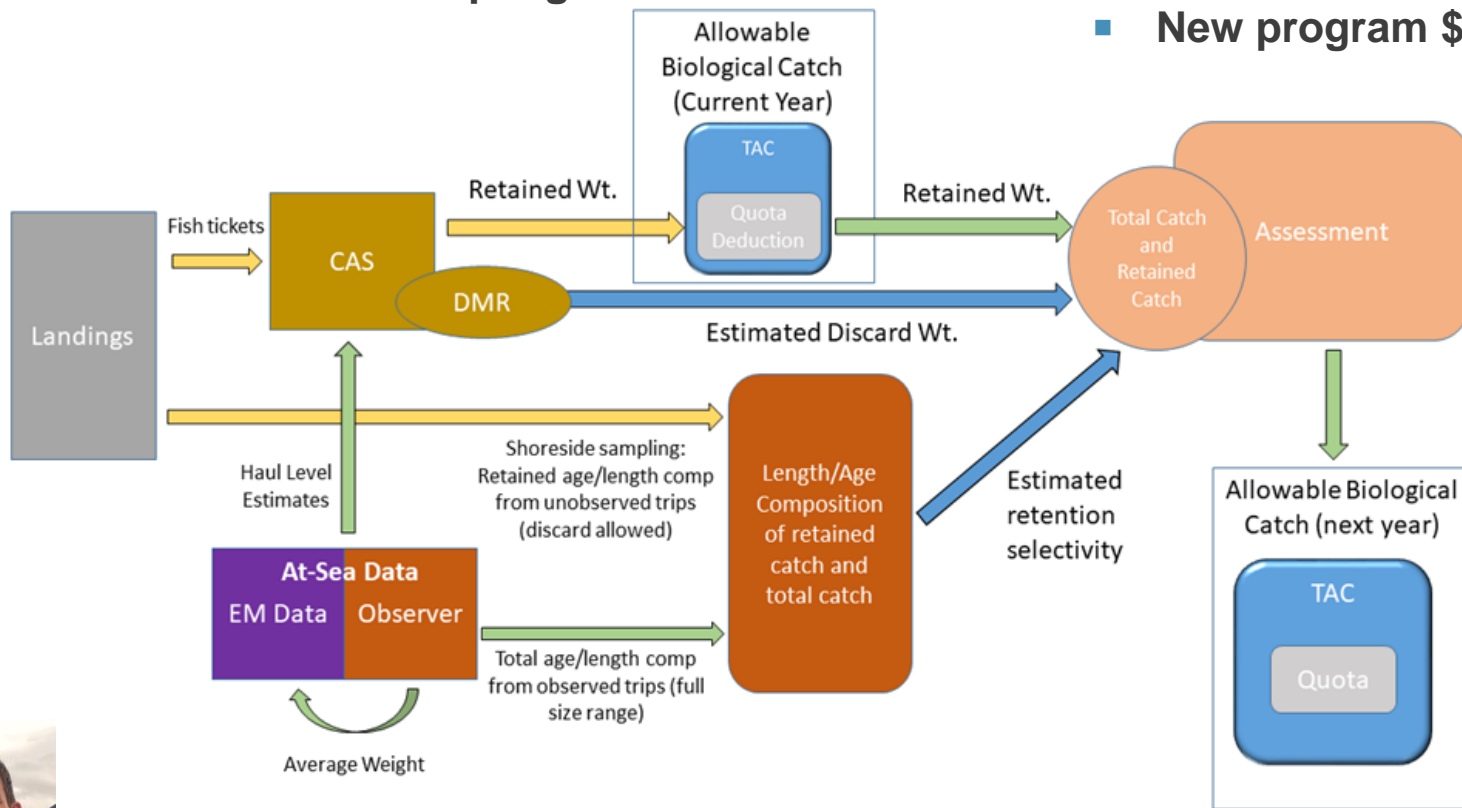 New program $
Allowable
Biological Catch
(Current Year)
TAC
Quota
Deduction
Retained Wt.
Retained Wt.
Fish tickets
CAS
DMR
Landings
Total Catch
and
Retained
Catch
Assessment
Estimated Discard Wt.
Haul Level
Estimates
Shoreside sampling:
Retained age/length comp
from unobserved trips
(discard allowed)
Length/Age
Composition
of retained
catch and
total catch
Estimated
retention
selectivity
Allowable Biological
Catch (next year)
TAC
Quota
At-Sea Data
EM Data
Observer
Total age/length comp
from observed trips (full
size range)
Average Weight